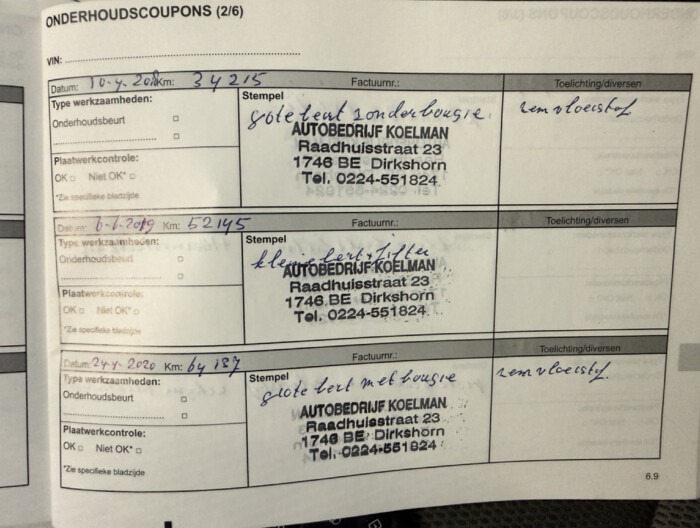 ONDERHOUDSCOUPONS (2/6)
VIN:
Datum: 10-4-2018 Km: 34215 Factuurnr.: Toelichting/diversen
Type werkzaamheden: Stempel
grote beurt zonder bougie. remvloeistof
Onderhoudsbeurt
AUTOBEDRIJF KOELMAN
Raadhuisstraat 23
Plaatwerkcontrole: 1746 BE Dirkshorn
OK Niet OK* Tel. 0224-551824
*Zie specifieke bladzijde
Datum: 6-6-2019 Km: 52145 Factuurnr.: Toelichting/diversen
Type werkzaamheden: Stempel
Onderhoudsbeurt kleine beurt + filter
AUTOBEDRIJF KOELMAN
Raadhuisstraat 23
Plaatwerkcontrole: 1746 BE Dirkshorn
OK Niet OK* Tel. 0224-551824
*Zie specifieke bladzijde
Datum: 24-4-2020 Km: 64187 Factuurnr.: Toelichting/diversen
Type werkzaamheden: Stempel
Onderhoudsbeurt grote beurt met bougie remvloeistof.
AUTOBEDRIJF KOELMAN
Raadhuisstraat 23
Plaatwerkcontrole: 1746 BE Dirkshorn
OK Niet OK* Tel. 0224-551824
*Zie specifieke bladzijde
6.9